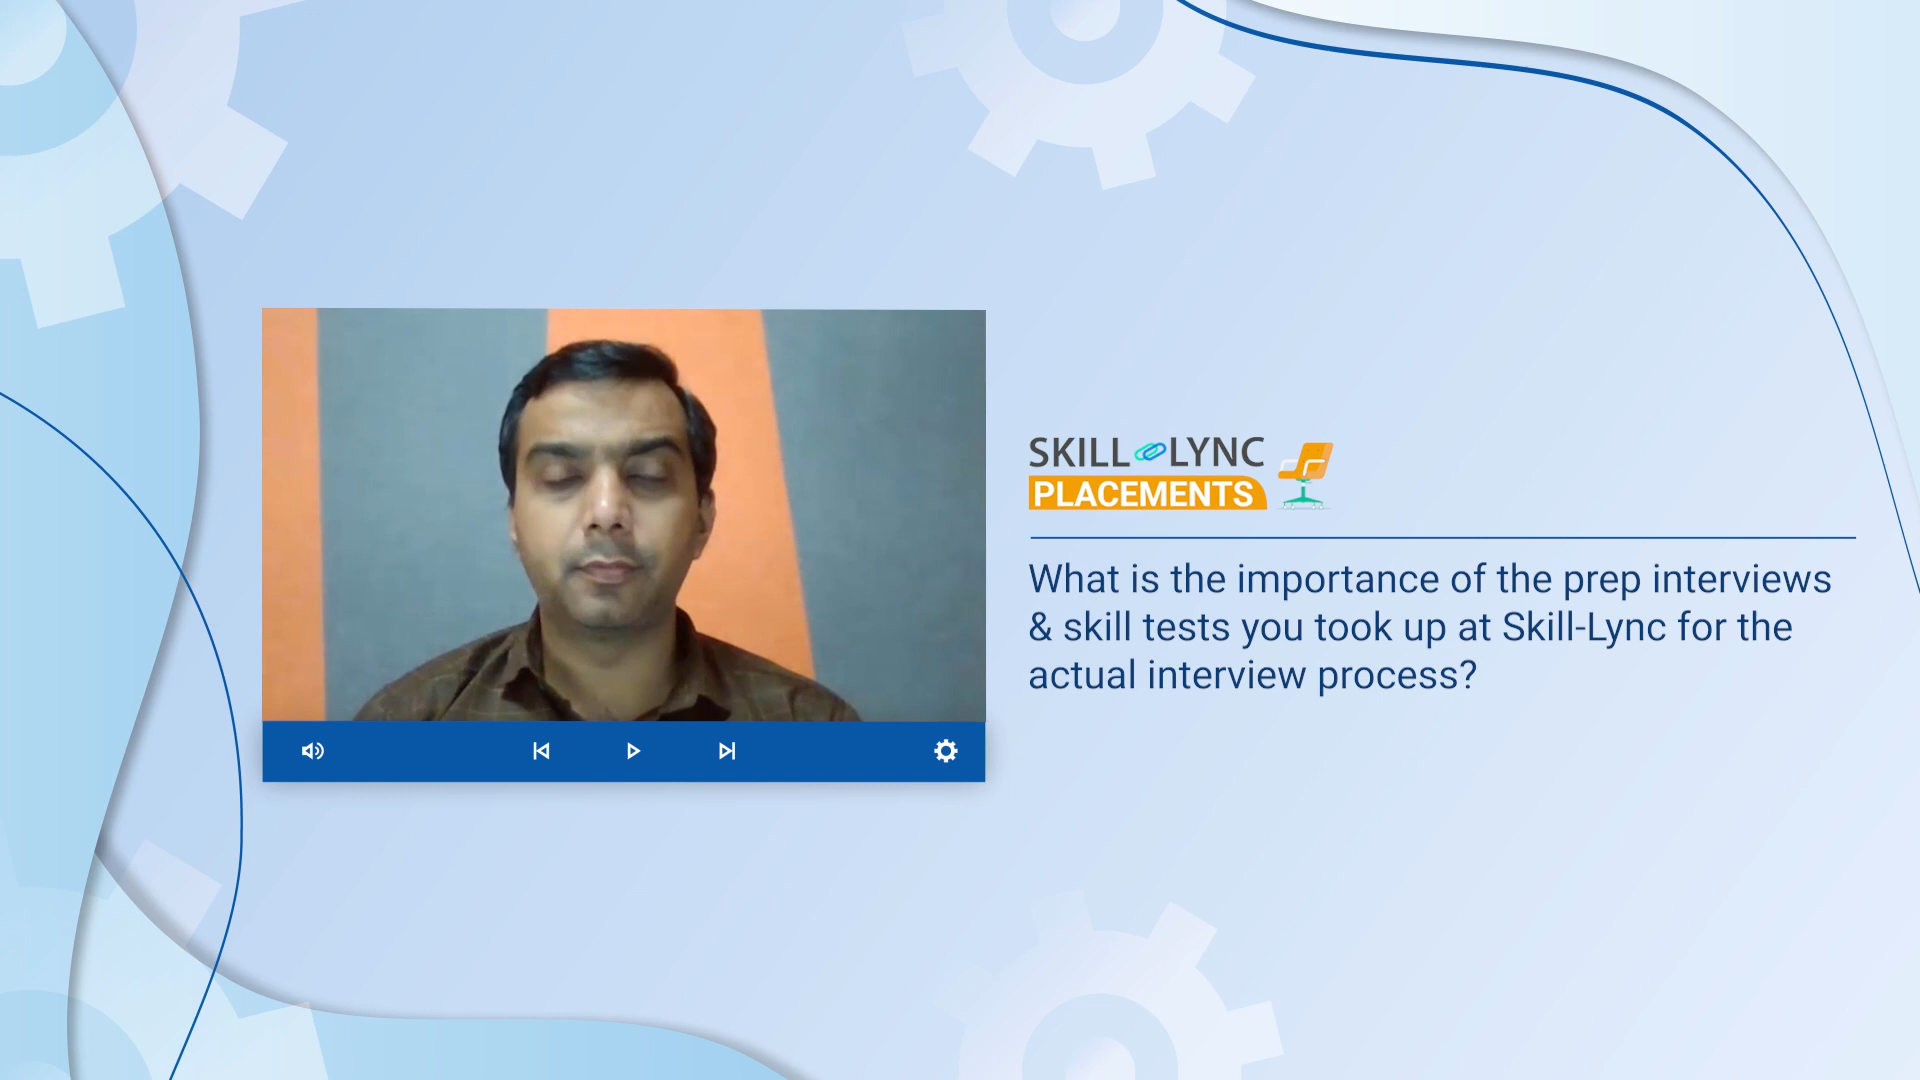 SKILL LYNC
PLACEMENTS
What is the importance of the prep interviews
& skill tests you took up at Skill-Lync for the
actual interview process?